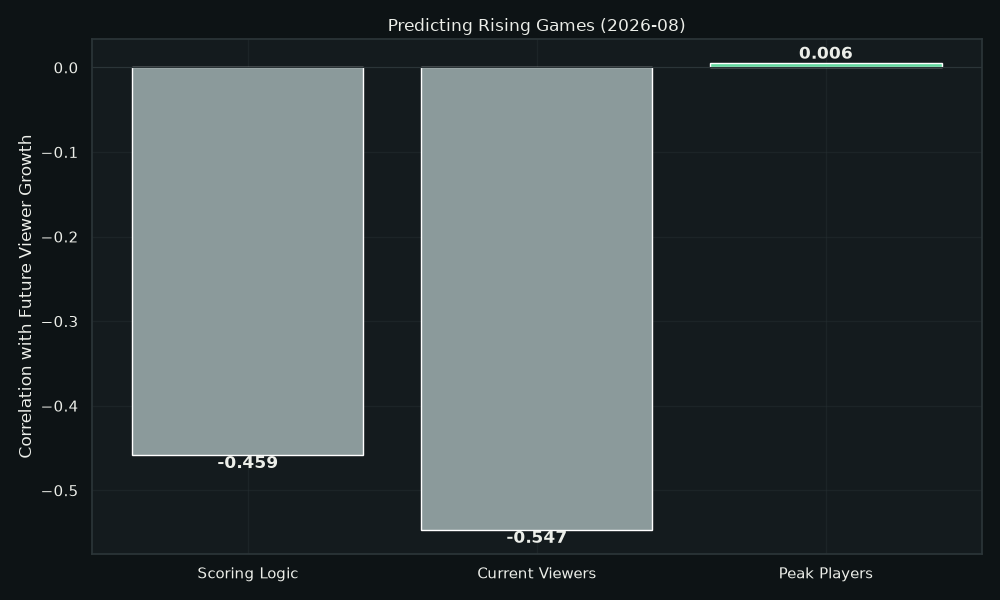 Predicting Rising Games (2026-08)
Correlation with Future Viewer Growth
0.0
−0.1
−0.2
−0.3
−0.4
−0.5
-0.459
-0.547
0.006
Scoring Logic
Current Viewers
Peak Players